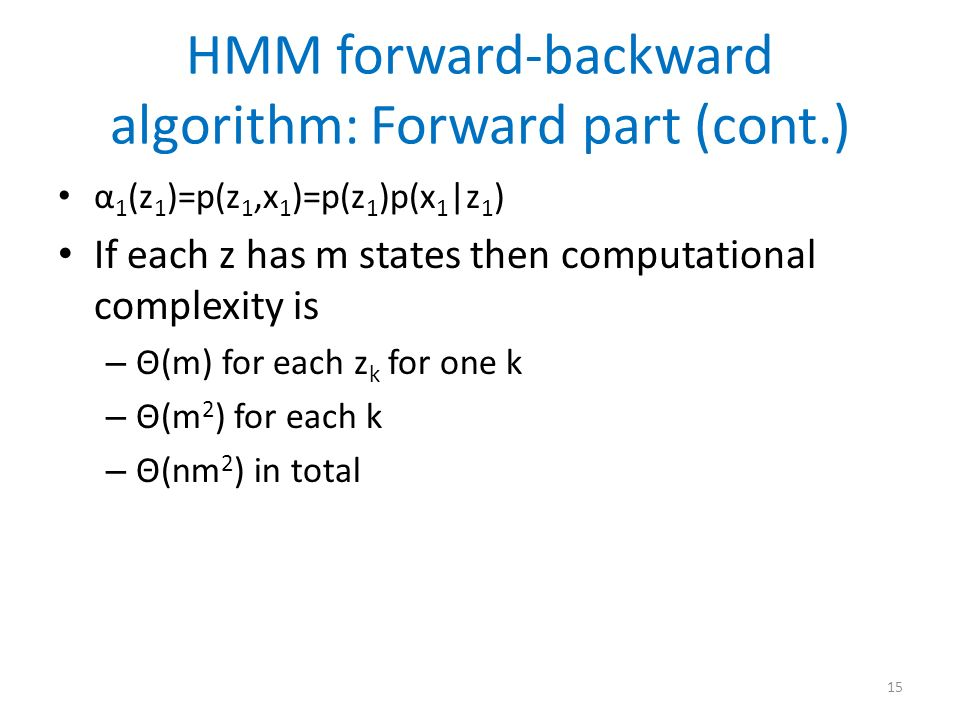 HMM forward-backward
algorithm: Forward part (cont.)
• α₁(z₁)=p(z₁,x₁)=p(z₁)p(x₁|z₁)
• If each z has m states then computational
complexity is
– Θ(m) for each zₖ for one k
– Θ(m²) for each k
– Θ(nm²) in total
15